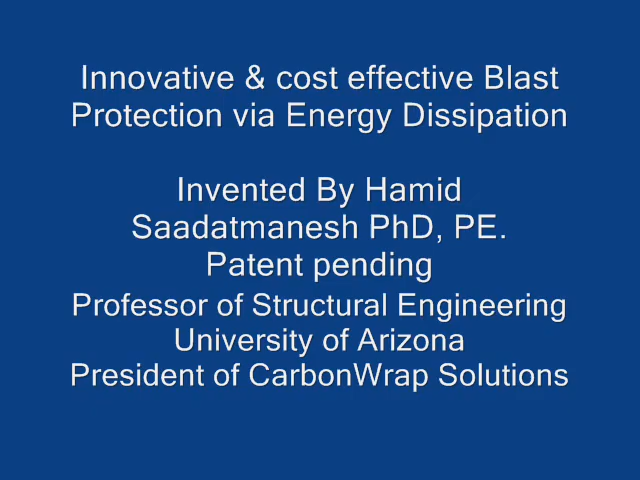 Innovative & cost effective Blast
Protection via Energy Dissipation
Invented By Hamid
Saadatmanesh PhD, PE.
Patent pending
Professor of Structural Engineering
University of Arizona
President of CarbonWrap Solutions